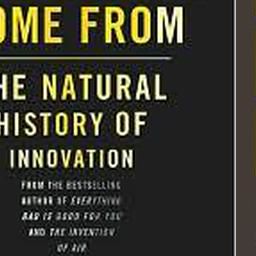 OME FROM
HE NATURAL
HISTORY OF
INNOVATION
FROM THE BESTSELLING
AUTHOR OF EVERYTHING
BAD IS GOOD FOR YOU
AND THE INVENTION
OF AIR